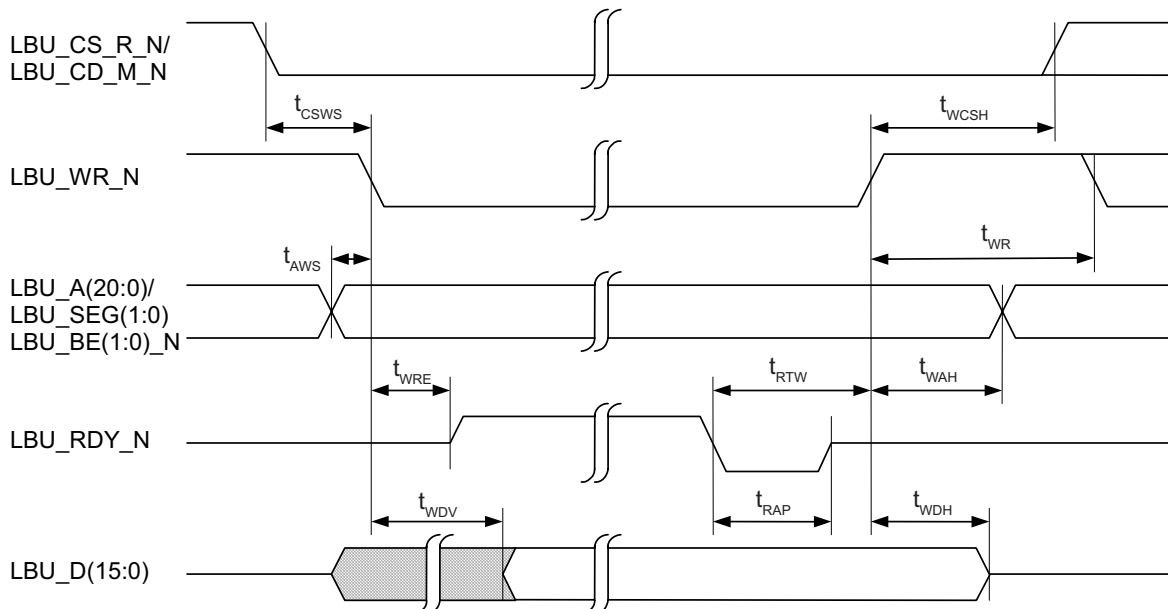 LBU_CS_R_N/
LBU_CD_M_N
tCSWS
tWCSH
LBU_WR_N
tWR
tAWS
LBU_A(20:0)/
LBU_SEG(1:0)
LBU_BE(1:0)_N
tWRE
tRTW
tWAH
LBU_RDY_N
tWDV
tRAP
tWDH
LBU_D(15:0)